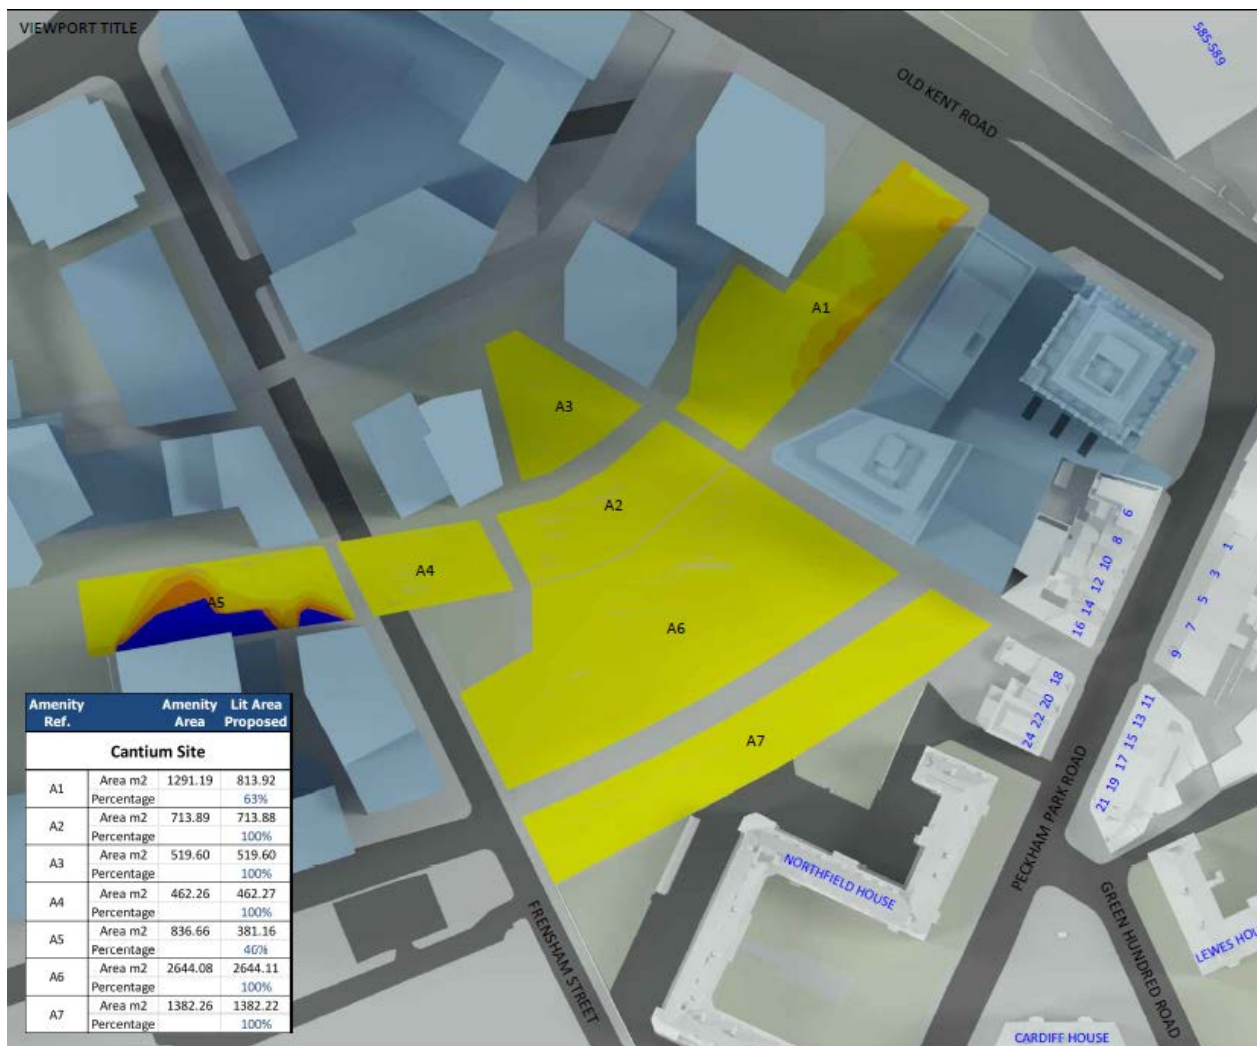 VIEWPORT TITLE
585-589
OLD KENT ROAD
A1
A3
A2
A4
A5
A6
A7
6
8
10
12
14
16
1
3
5
7
9
18
20
22
24
11
13
15
17
19
21
PECKHAM PARK ROAD
GREEN HUNDRED ROAD
NORTHFIELD HOUSE
FRENSHAM STREET
LEWES HOU
CARDIFF HOUSE
Amenity Ref. Amenity Area Lit Area Proposed
Cantium Site
A1 Area m2 1291.19 813.92
Percentage 63%
A2 Area m2 713.89 713.88
Percentage 100%
A3 Area m2 519.60 519.60
Percentage 100%
A4 Area m2 462.26 462.27
Percentage 100%
A5 Area m2 836.66 381.16
Percentage 46%
A6 Area m2 2644.08 2644.11
Percentage 100%
A7 Area m2 1382.26 1382.22
Percentage 100%